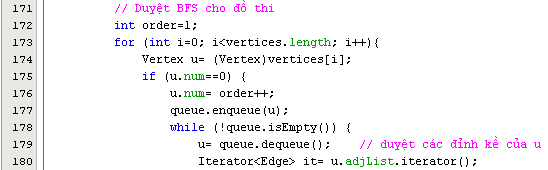 171 // Duyệt BFS cho đồ thi
172 int order=1;
173 for (int i=0; i<vertices.length; i++){
174 Vertex u= (Vertex)vertices[i];
175 if (u.num==0) {
176 u.num= order++;
177 queue.enqueue(u);
178 while (!queue.isEmpty()) {
179 u= queue.dequeue(); // duyệt các đỉnh kề của u
180 Iterator<Edge> it= u.adjList.iterator();